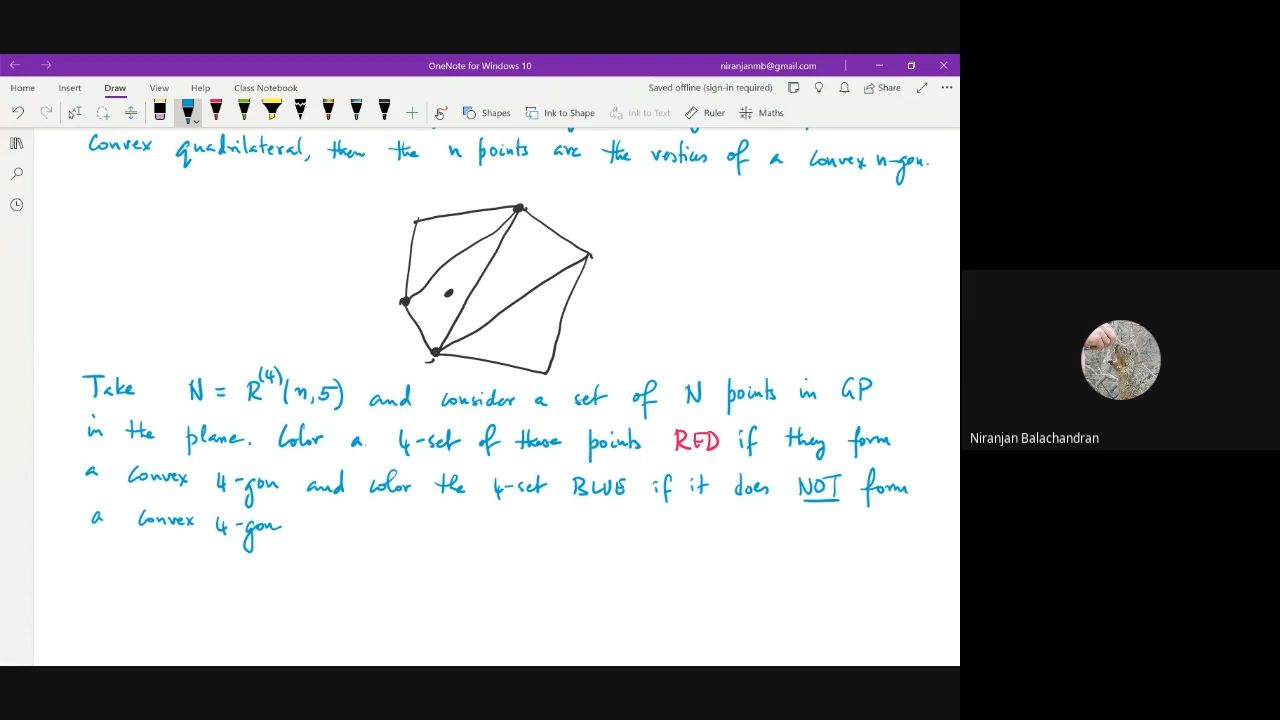 OneNote for Windows 10
niranjanmb@gmail.com
Home Insert Draw View Help Class Notebook
Saved offline (sign-in required) Share
Shapes Ink to Shape Ink to Text Ruler Maths
Convex quadrilateral, then the n points are the vertices of a convex n-gon.
Take N = R^(4)(n,5) and consider a set of N points in GP
in the plane. Color a 4-set of these points RED if they form
a convex 4-gon and color the 4-set BLUE if it does NOT form
a convex 4-gon
Niranjan Balachandran